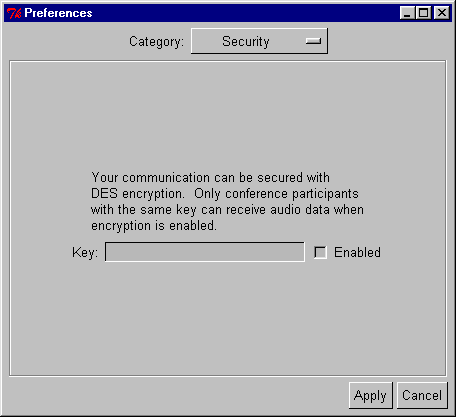 Preferences
Category: Security
Your communication can be secured with
DES encryption. Only conference participants
with the same key can receive audio data when
encryption is enabled.
Key: Enabled
Apply Cancel